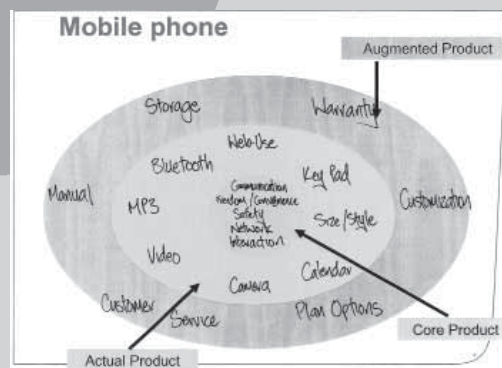 Mobile phone
Augmented Product
Storage
Warranty
Web-Use
Bluetooth
Key Pad
Manual
Communication
Freedom/Convenience
Safety
Network
Interaction
MP3
Size/Style
Customization
Video
Calendar
Camera
Customer
Service
Plan Options
Core Product
Actual Product